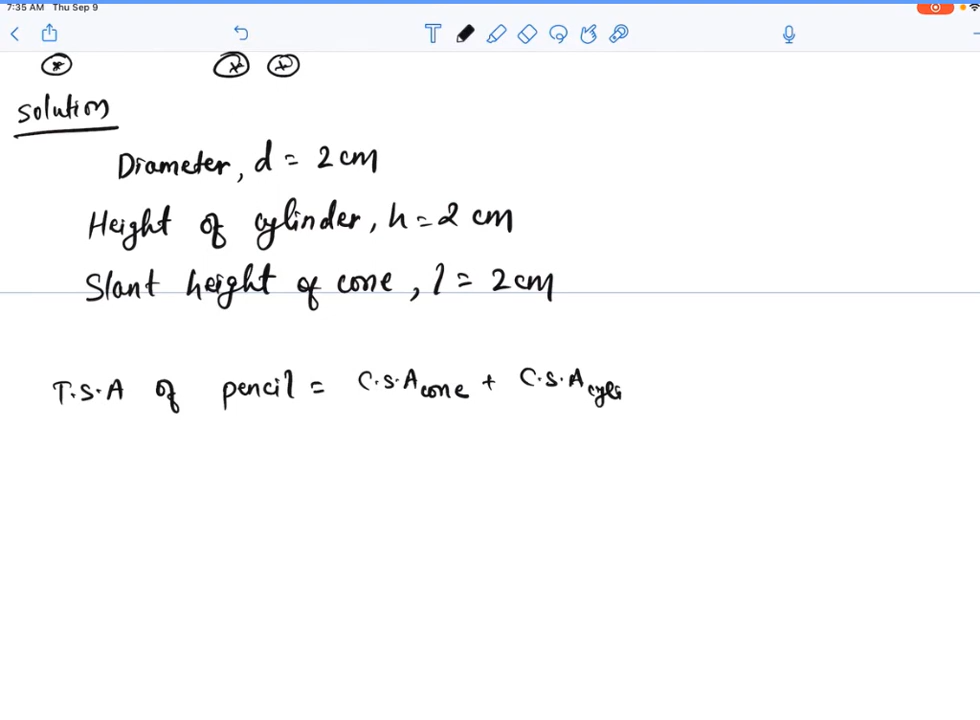 7:35 AM Thu Sep 9
Solution
Diameter, d = 2 cm
Height of cylinder, h = 2 cm
Slant height of cone, l = 2 cm
T.S.A of pencil = C.S.A cone + C.S.A cyli